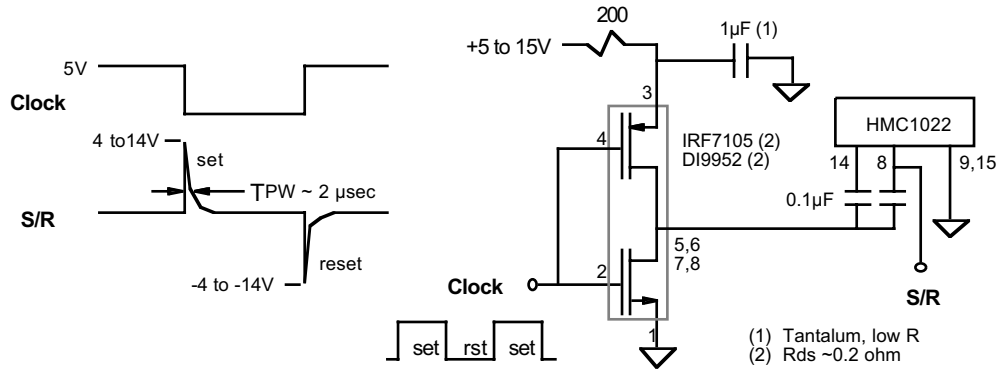 5V
Clock
4 to14V
set
TPW ~ 2 µsec
S/R
reset
-4 to -14V
200
+5 to 15V
1µF (1)
3
4
IRF7105 (2)
DI9952 (2)
HMC1022
14
8
9,15
0.1µF
5,6
7,8
2
Clock
S/R
1
set
rst
set
(1) Tantalum, low R
(2) Rds ~0.2 ohm